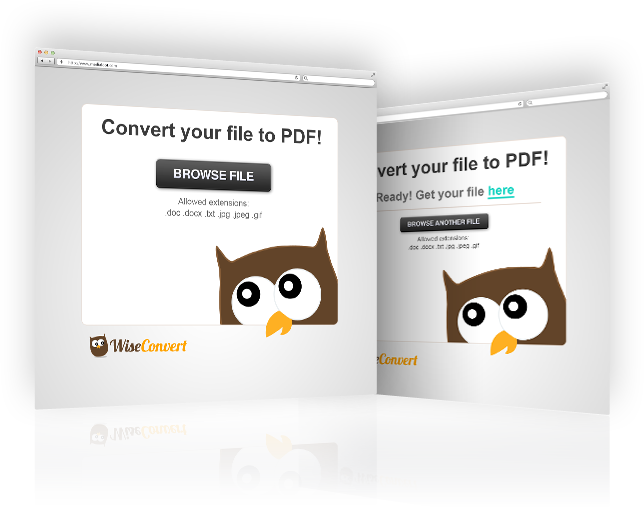 Convert your file to PDF!
BROWSE FILE
Allowed extensions:
.doc .docx .txt .jpg .jpeg .gif
WiseConvert
vert your file to PDF!
Ready! Get your file here
BROWSE ANOTHER FILE
Allowed extensions:
.doc .docx .txt .jpg .jpeg .gif
Convert